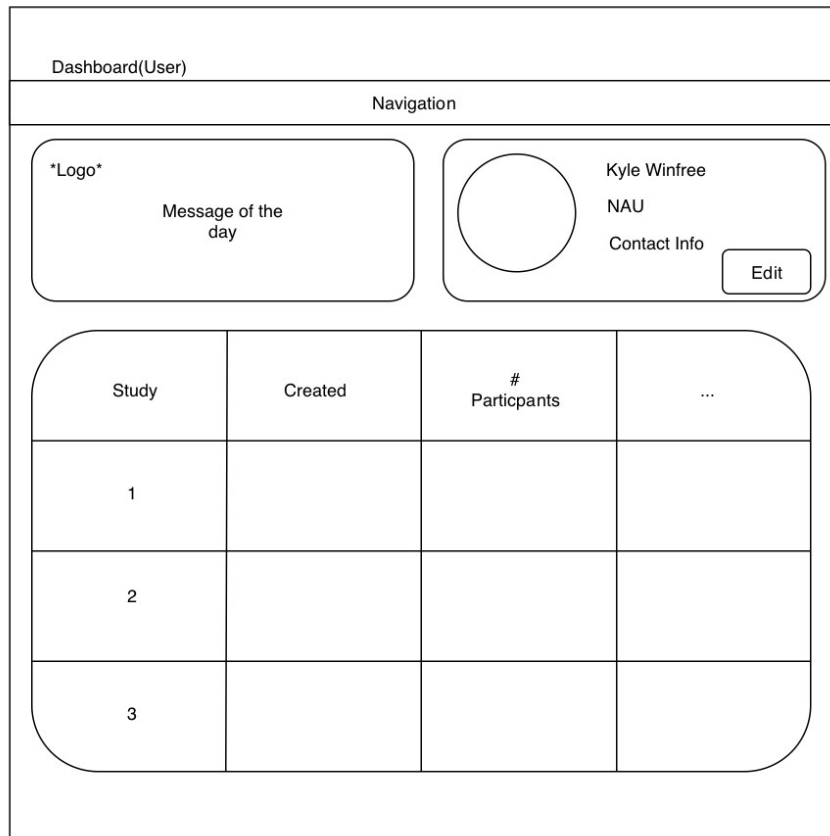 Dashboard(User)
Navigation
*Logo*
Message of the
day
Kyle Winfree
NAU
Contact Info
Edit
Study
Created
#
Particpants
...
1
2
3